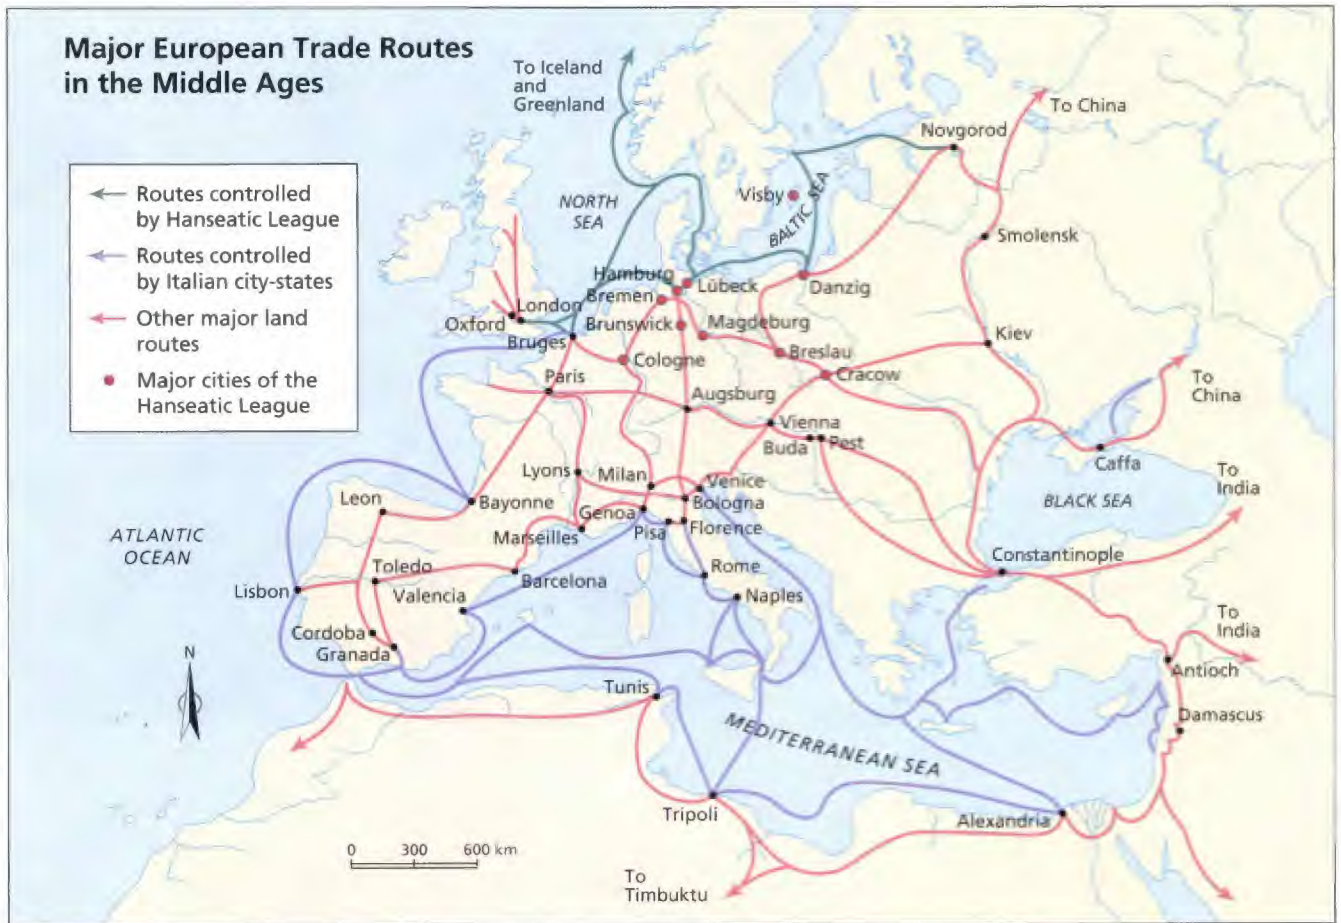 Major European Trade Routes
in the Middle Ages
Routes controlled
by Hanseatic League
Routes controlled
by Italian city-states
Other major land
routes
Major cities of the
Hanseatic League
To Iceland
and
Greenland
To China
Novgorod
NORTH
SEA
Visby
BALTIC SEA
Smolensk
Hamburg
Lübeck
Danzig
Bremen
London
Oxford
Brunswick
Magdeburg
Bruges
Kiev
Cologne
Breslau
Cracow
Paris
To
China
Augsburg
Vienna
Buda
Pest
Caffa
Lyons
Milan
Venice
To
India
Leon
Bayonne
Bologna
BLACK SEA
Genoa
ATLANTIC
OCEAN
Marseilles
Pisa
Florence
Constantinople
Toledo
Barcelona
Rome
Lisbon
Valencia
Naples
To
India
Cordoba
Granada
N
Antioch
Tunis
Damascus
MEDITERRANEAN SEA
Tripoli
Alexandria
0 300 600 km
To
Timbuktu